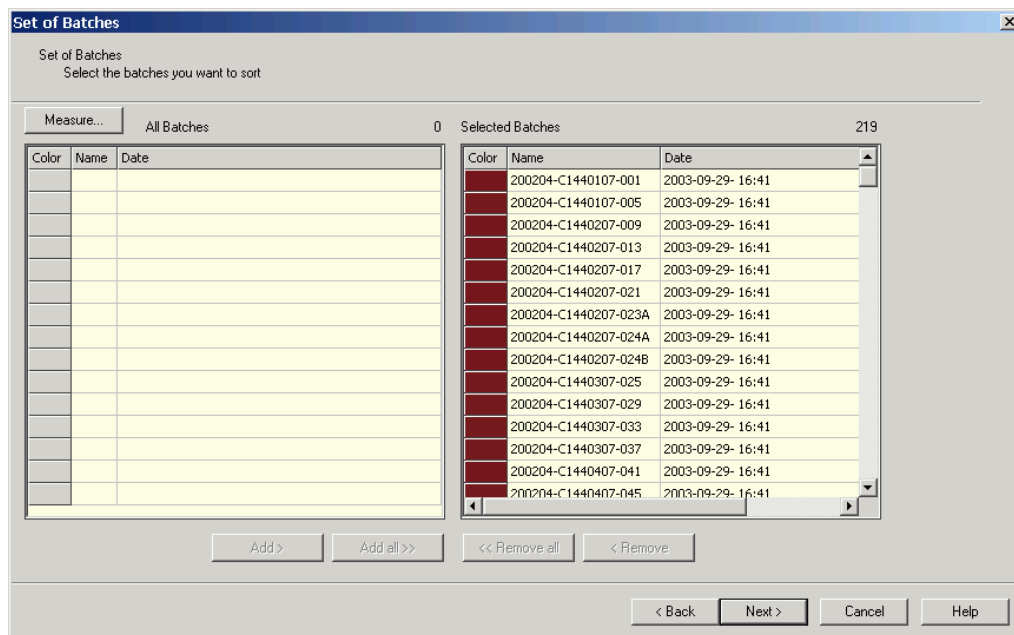 Set of Batches
Set of Batches
Select the batches you want to sort
Measure... All Batches 0 Selected Batches 219
Color Name Date Color Name Date
200204-C1440107-001 2003-09-29- 16:41
200204-C1440107-005 2003-09-29- 16:41
200204-C1440207-009 2003-09-29- 16:41
200204-C1440207-013 2003-09-29- 16:41
200204-C1440207-017 2003-09-29- 16:41
200204-C1440207-021 2003-09-29- 16:41
200204-C1440207-023A 2003-09-29- 16:41
200204-C1440207-024A 2003-09-29- 16:41
200204-C1440207-024B 2003-09-29- 16:41
200204-C1440307-025 2003-09-29- 16:41
200204-C1440307-029 2003-09-29- 16:41
200204-C1440307-033 2003-09-29- 16:41
200204-C1440307-037 2003-09-29- 16:41
200204-C1440407-041 2003-09-29- 16:41
200204-C1440407-045 2003-09-29- 16:41
Add > Add all >> << Remove all < Remove
< Back Next > Cancel Help